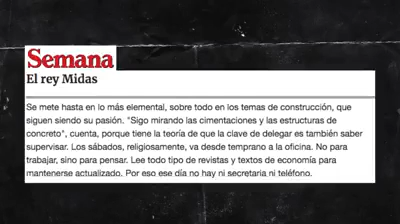 Semana
El rey Midas
Se mete hasta en lo más elemental, sobre todo en los temas de construcción, que
siguen siendo su pasión. "Sigo mirando las cimentaciones y las estructuras de
concreto", cuenta, porque tiene la teoría de que la clave de delegar es también saber
supervisar. Los sábados, religiosamente, va desde temprano a la oficina. No para
trabajar, sino para pensar. Lee todo tipo de revistas y textos de economía para
mantenerse actualizado. Por eso ese día no hay ni secretaria ni teléfono.